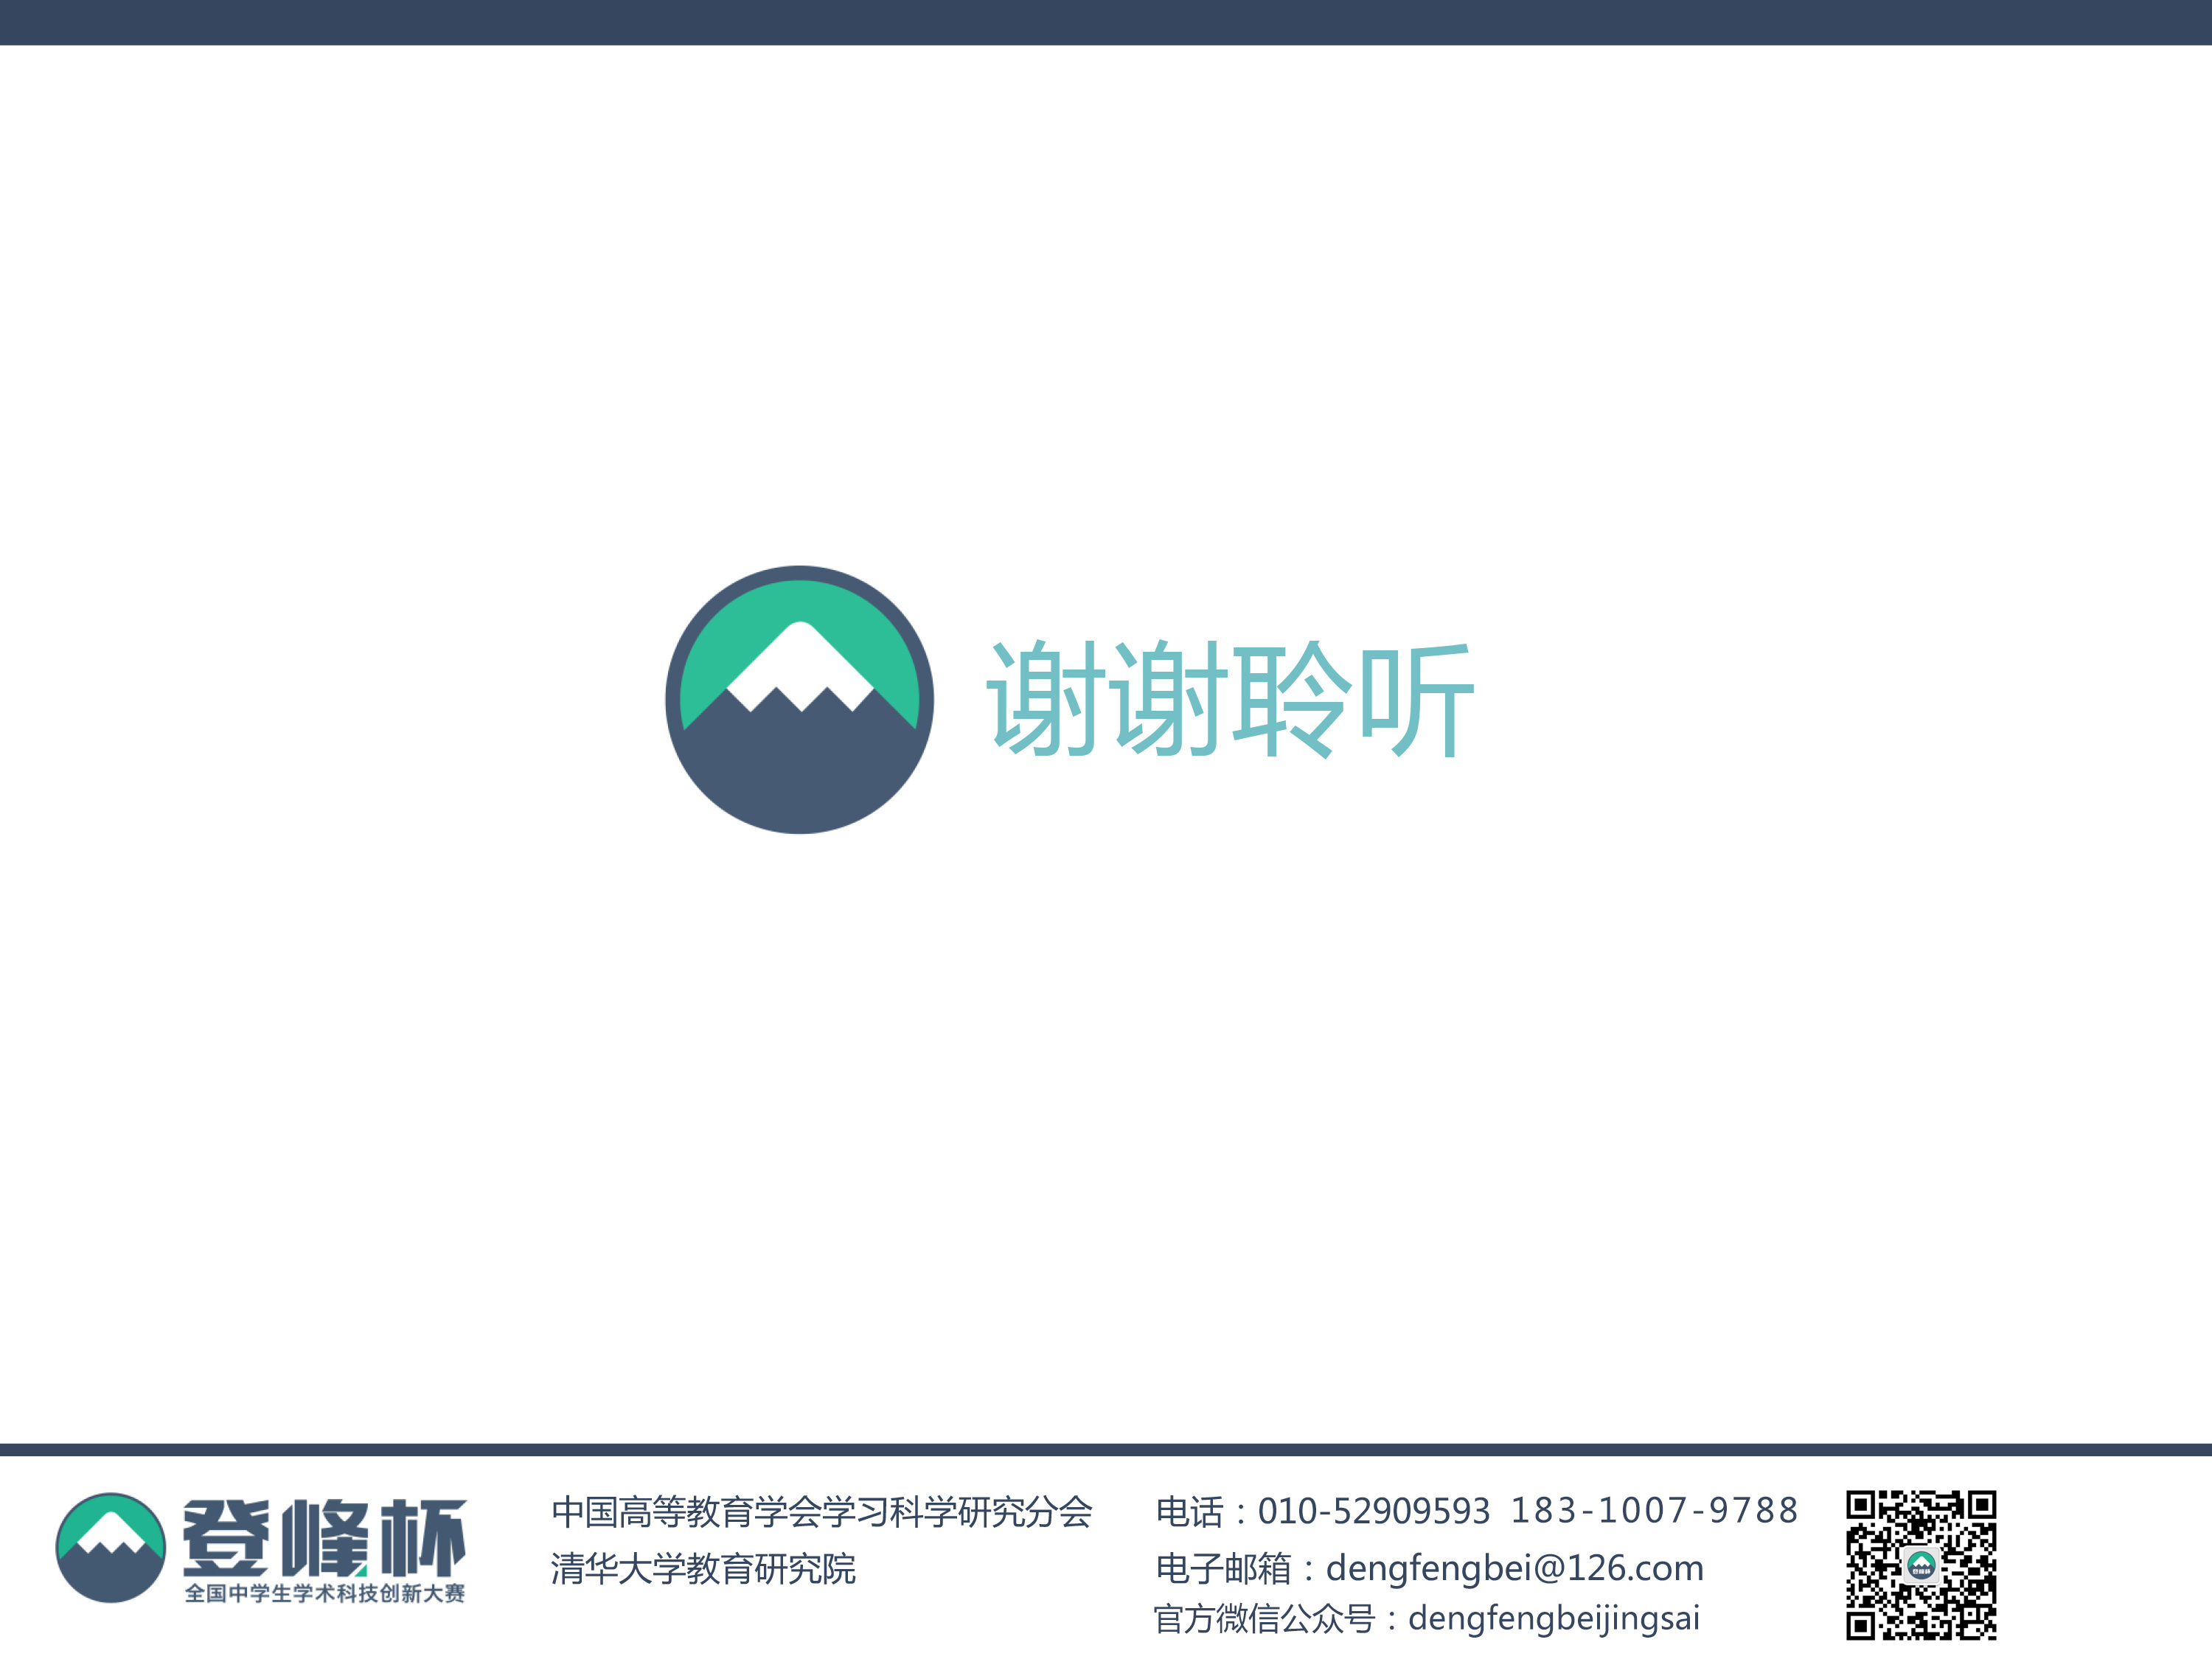 谢谢聆听
登峰杯
全国中学生学术科技创新大赛
中国高等教育学会学习科学研究分会
清华大学教育研究院
电话：010-52909593 183-1007-9788
电子邮箱：dengfengbei@126.com
官方微信公众号：dengfengbeijingsai
登峰杯